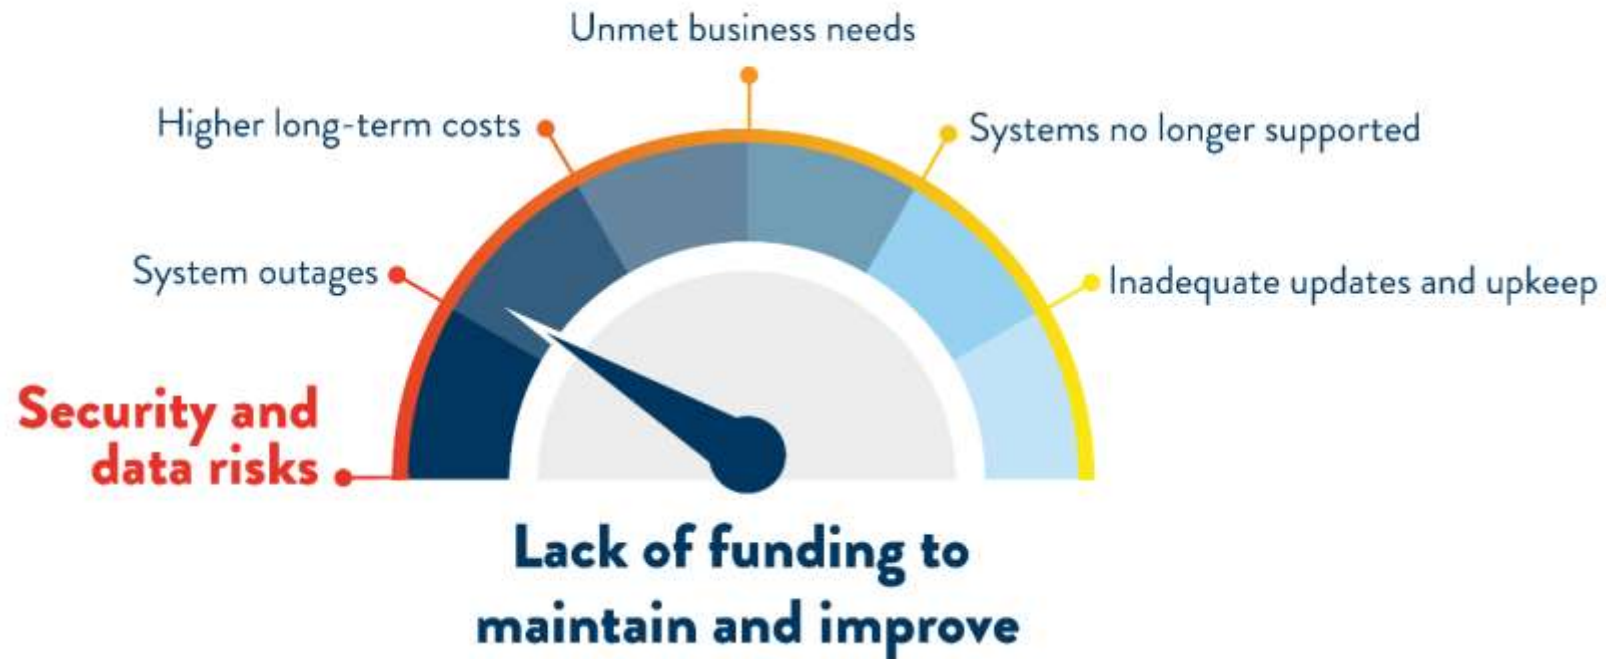 Unmet business needs
Higher long-term costs
Systems no longer supported
System outages
Inadequate updates and upkeep
Security and
data risks
Lack of funding to
maintain and improve